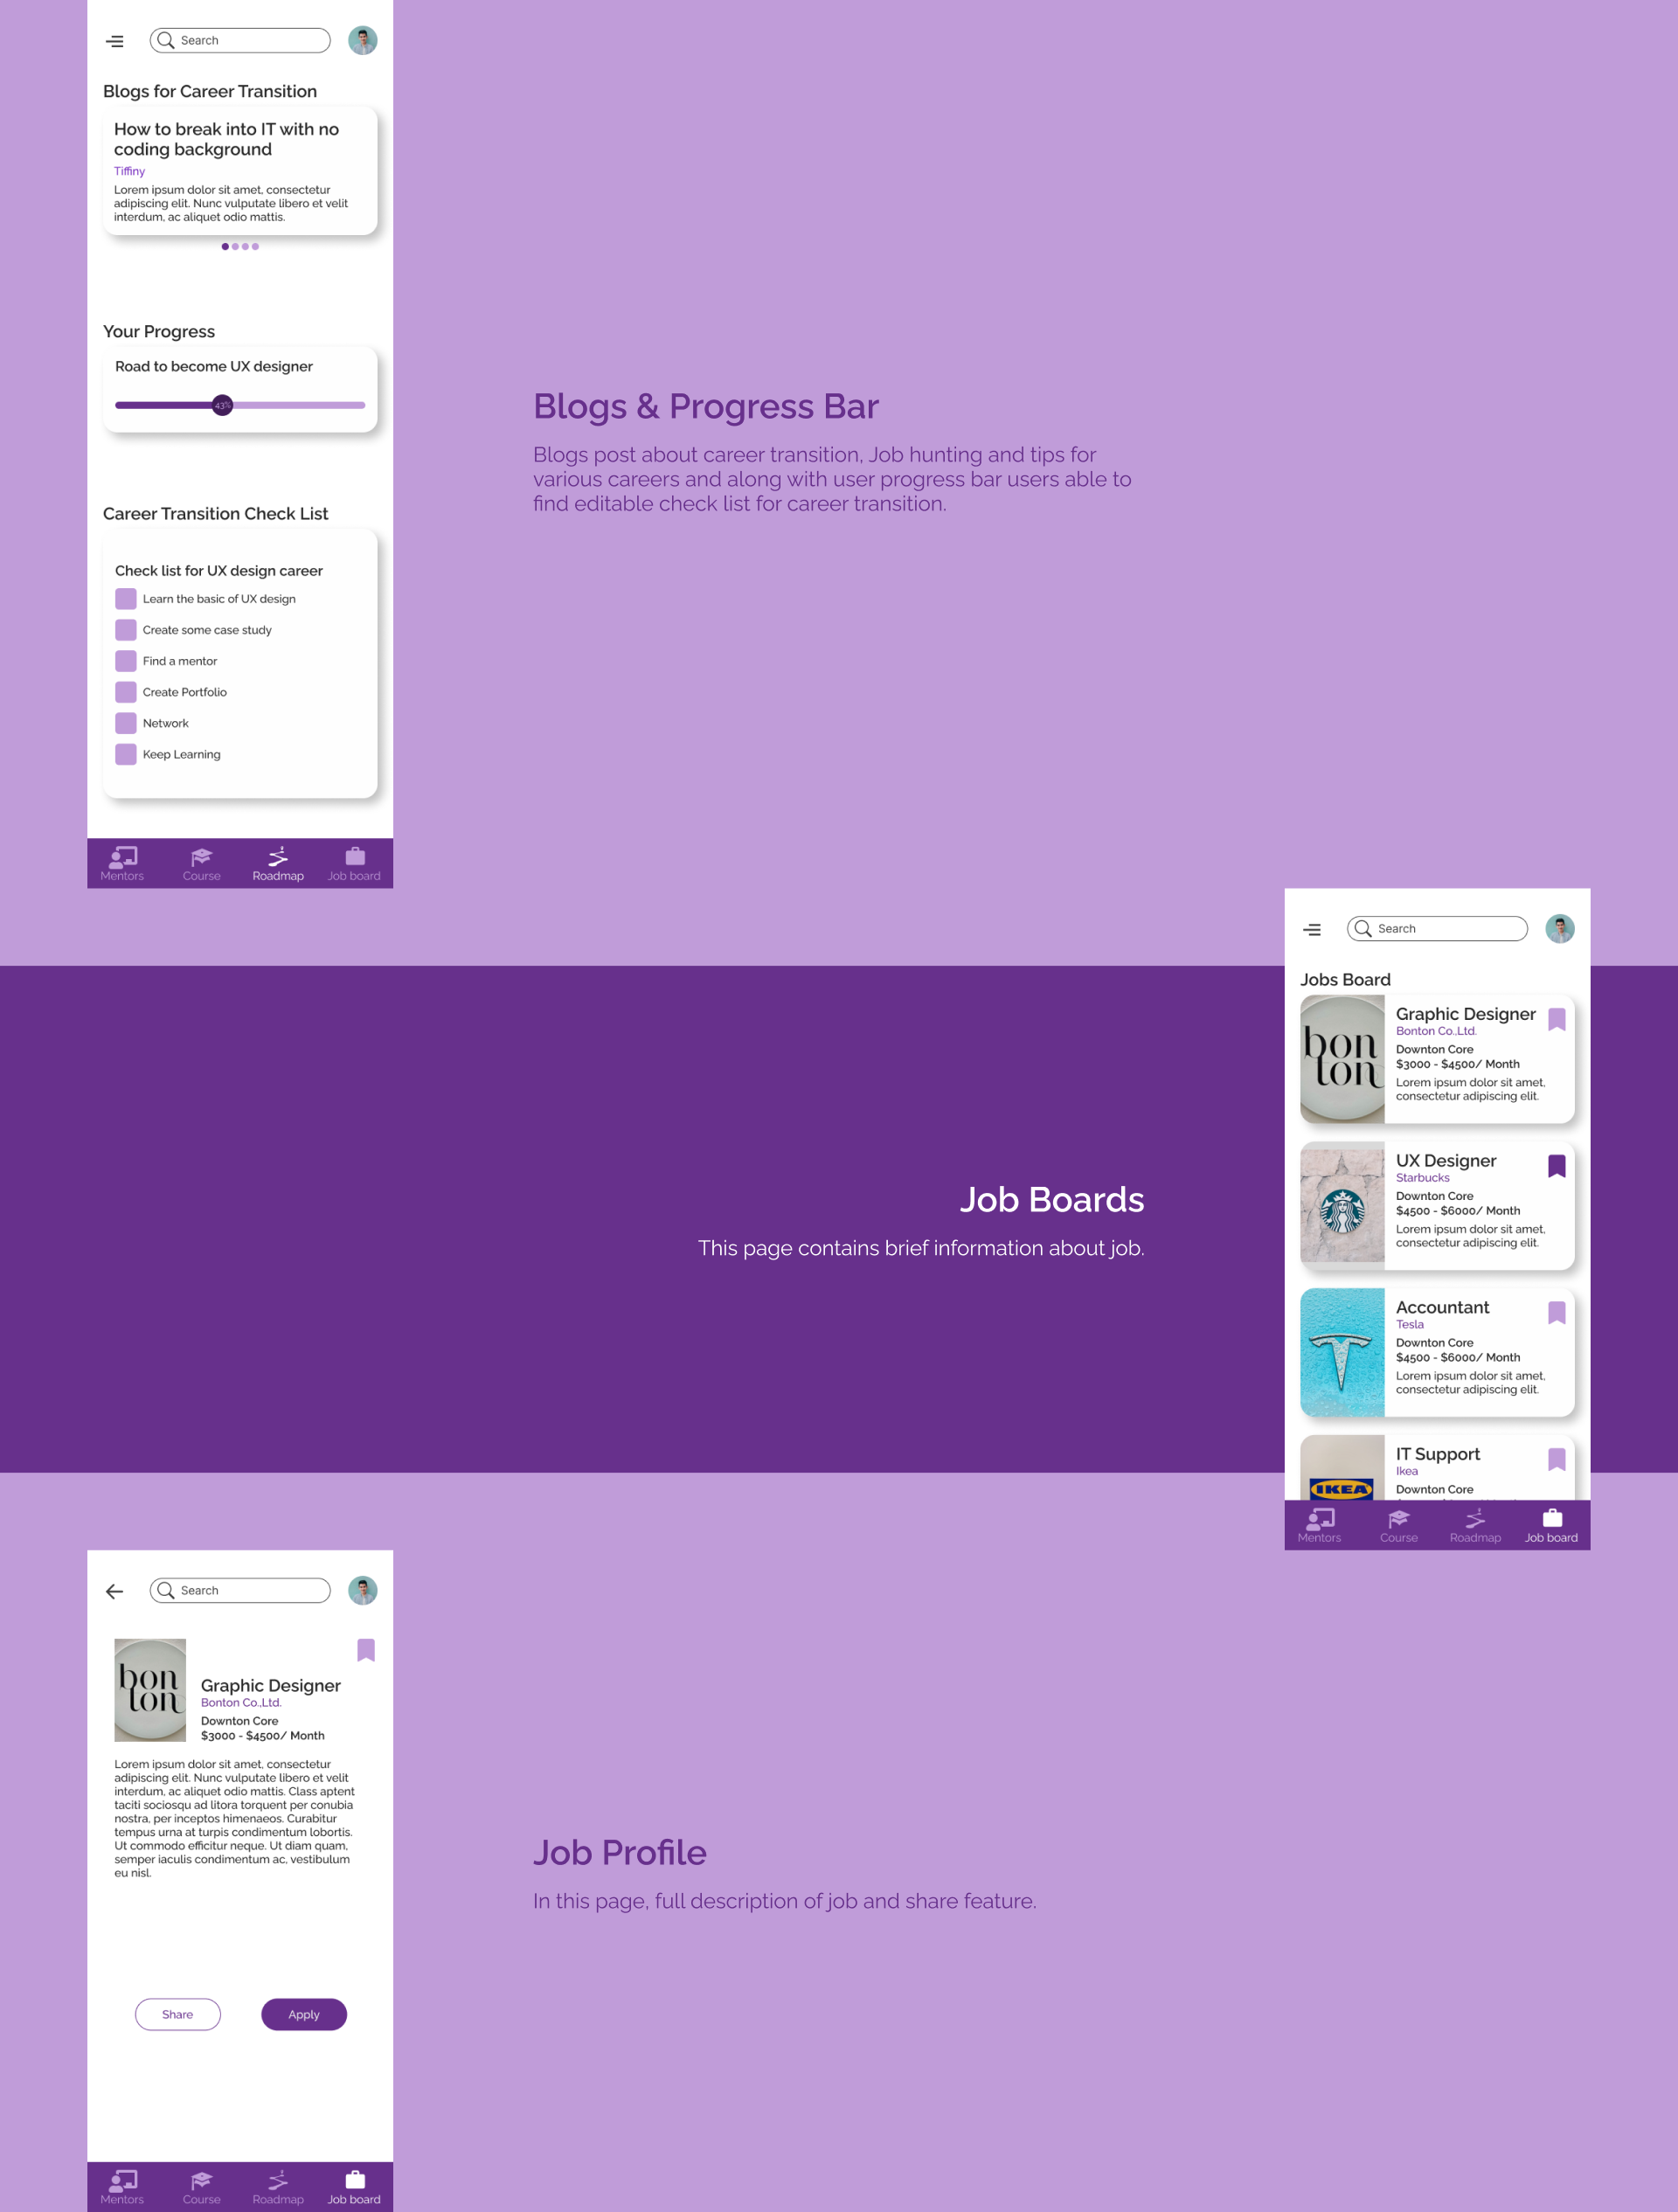 Search
Blogs for Career Transition
How to break into IT with no
coding background
Tiffiny
Lorem ipsum dolor sit amet, consectetur
adipiscing elit. Nunc vulputate libero et velit
interdum, ac aliquet odio mattis.
Your Progress
Road to become UX designer
43%
Career Transition Check List
Check list for UX design career
Learn the basic of UX design
Create some case study
Find a mentor
Create Portfolio
Network
Keep Learning
Mentors
Course
Roadmap
Job board
Blogs & Progress Bar
Blogs post about career transition, Job hunting and tips for
various careers and along with user progress bar users able to
find editable check list for career transition.
Job Boards
This page contains brief information about job.
Search
Jobs Board
bon
ton
Graphic Designer
Bonton Co.,Ltd.
Downton Core
$3000 - $4500/ Month
Lorem ipsum dolor sit amet,
consectetur adipiscing elit.
UX Designer
Starbucks
Downton Core
$4500 - $6000/ Month
Lorem ipsum dolor sit amet,
consectetur adipiscing elit.
Accountant
Tesla
Downton Core
$4500 - $6000/ Month
Lorem ipsum dolor sit amet,
consectetur adipiscing elit.
IKEA
IT Support
Ikea
Downton Core
Mentors
Course
Roadmap
Job board
Search
bon
ton
Graphic Designer
Bonton Co.,Ltd.
Downton Core
$3000 - $4500/ Month
Lorem ipsum dolor sit amet, consectetur
adipiscing elit. Nunc vulputate libero et velit
interdum, ac aliquet odio mattis. Class aptent
taciti sociosqu ad litora torquent per conubia
nostra, per inceptos himenaeos. Curabitur
tempus urna at turpis condimentum lobortis.
Ut commodo efficitur neque. Ut diam quam,
semper iaculis condimentum ac, vestibulum
eu nisl.
Share
Apply
Mentors
Course
Roadmap
Job board
Job Profile
In this page, full description of job and share feature.